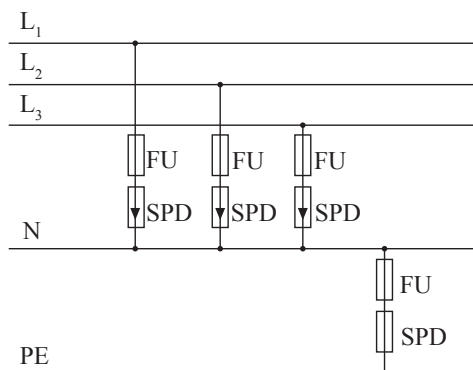 L₁
L₂
L₃
FU FU FU
SPD SPD SPD
N
FU
SPD
PE